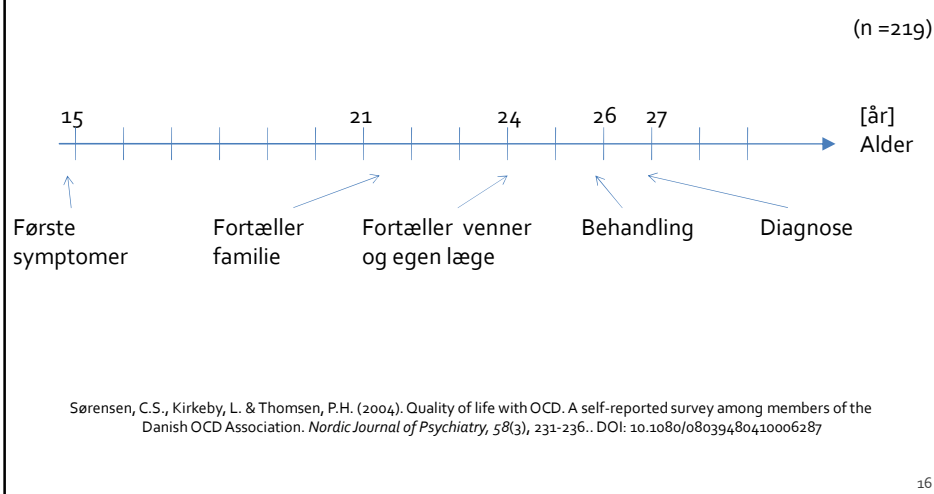 (n =219)
15 21 24 26 27 [år]
Alder
Første
symptomer
Fortæller
familie
Fortæller venner
og egen læge
Behandling
Diagnose
Sørensen, C.S., Kirkeby, L. & Thomsen, P.H. (2004). Quality of life with OCD. A self-reported survey among members of the
Danish OCD Association. Nordic Journal of Psychiatry, 58(3), 231-236.. DOI: 10.1080/08039480410006287
16